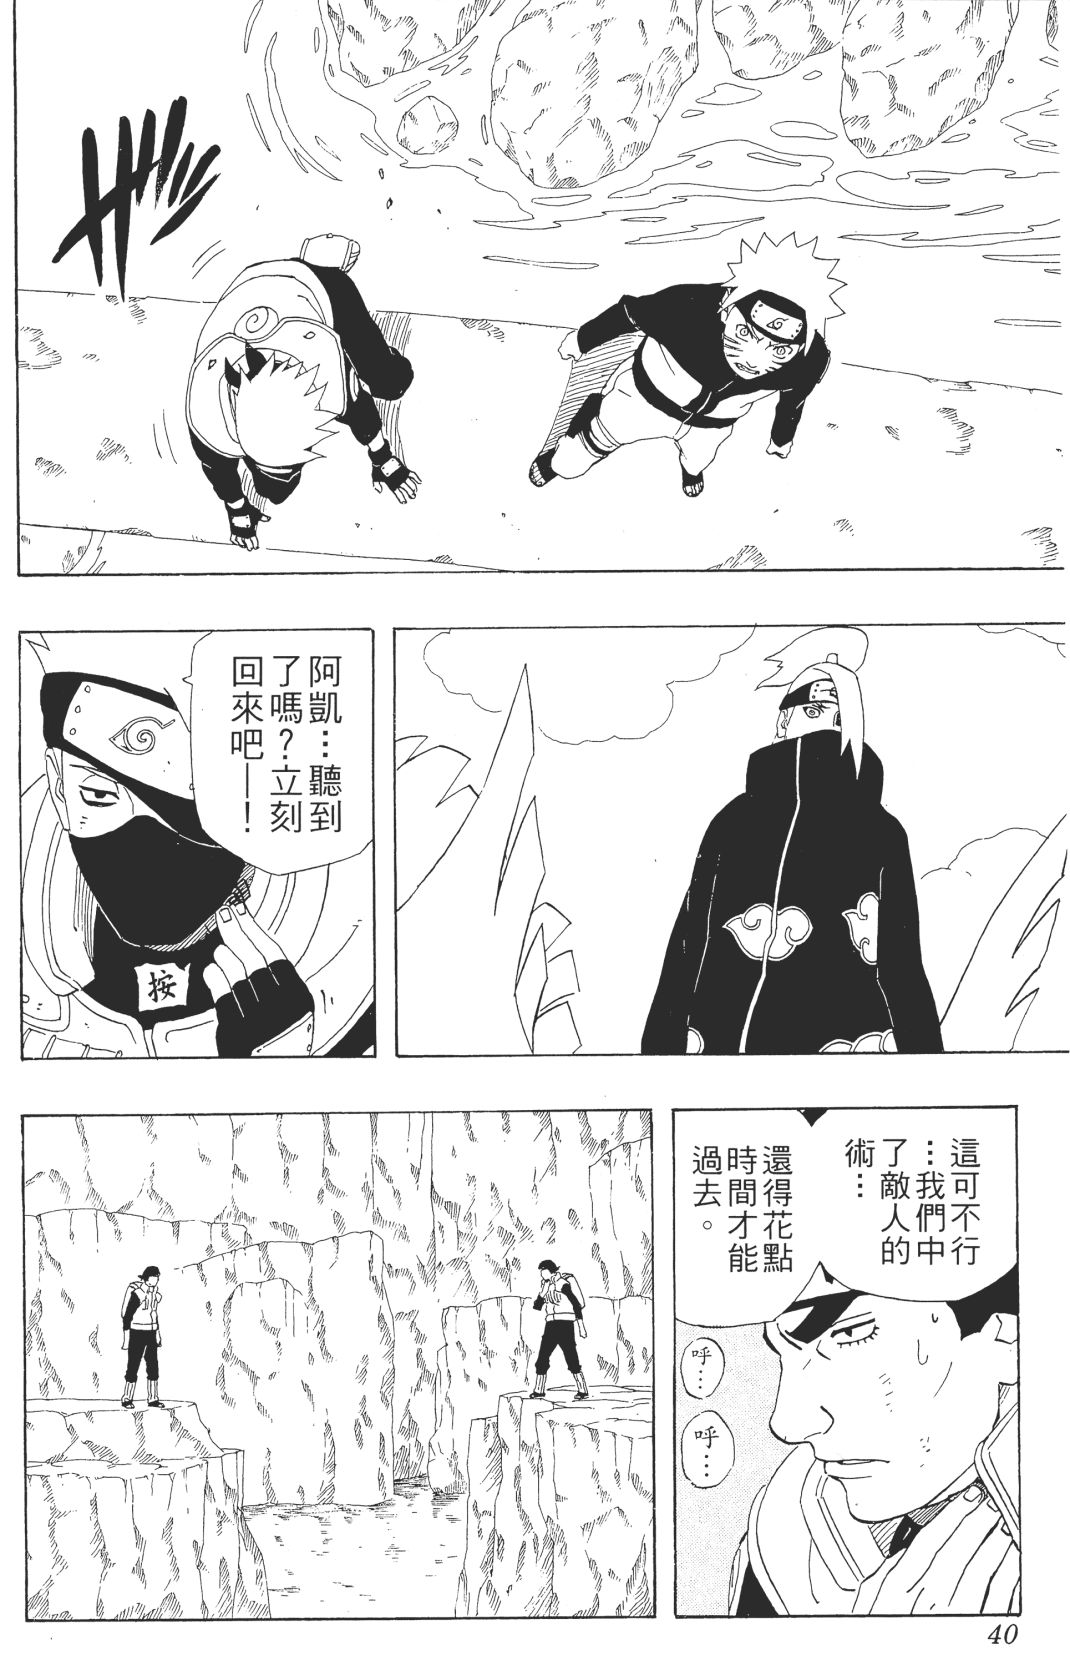 阿凱…聽到
了嗎？立刻
回來吧—！
按
這可不行
…我們中
了敵人的
術…
還得花點
時間才能
過去。
呼…
呼…
40